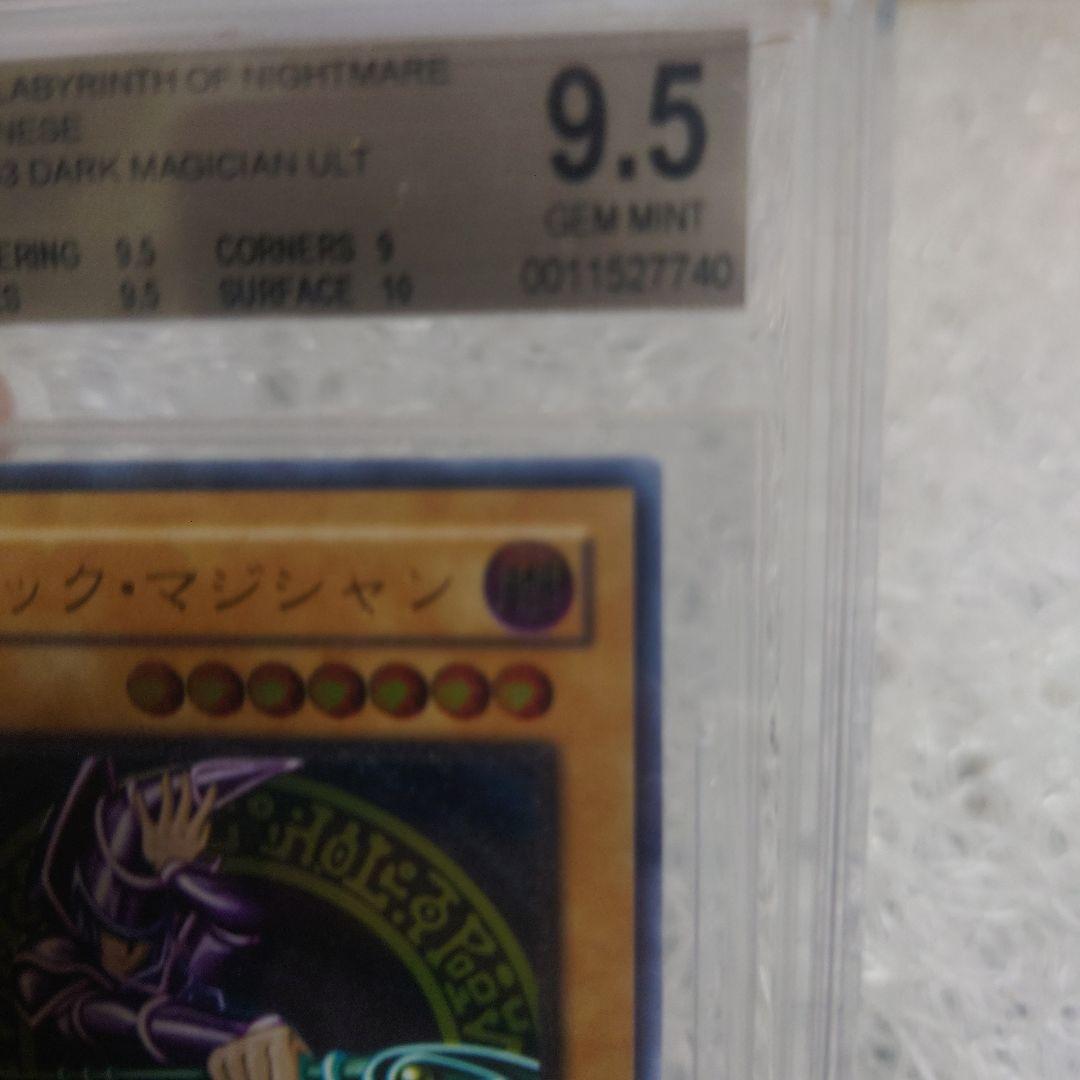 LABYRINTH OF NIGHTMARE
NESE
3 DARK MAGICIAN ULT
9.5
GEM MINT
ERING 9.5 CORNERS 9
S 9.5 SURFACE 10
0011527740
ック・マジシャン